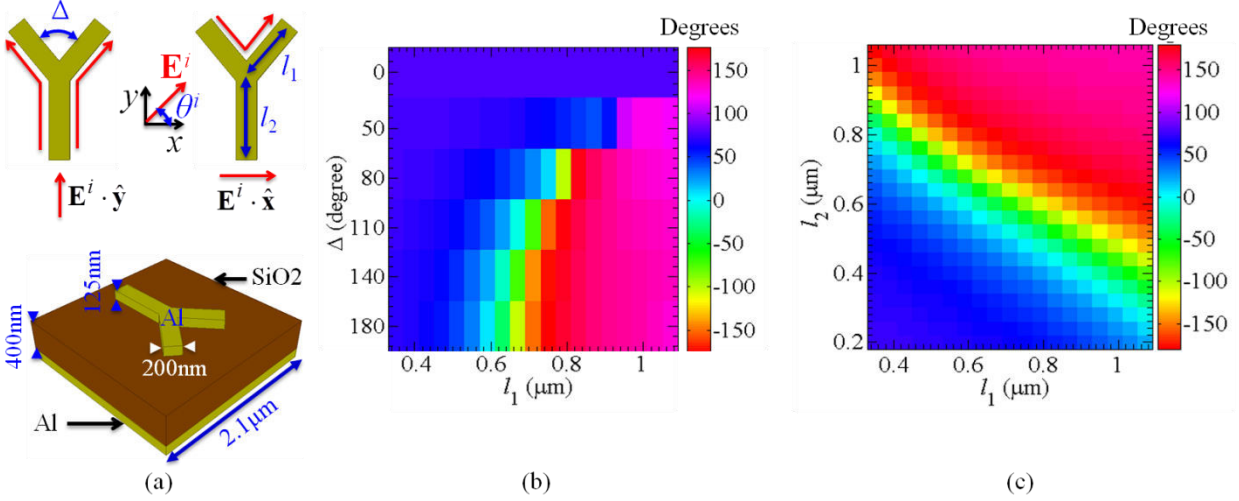 Δ
E^i
θ^i
y
x
l_1
l_2
E^i · ŷ
E^i · x̂
SiO2
125nm
Al
400nm
200nm
2.1μm
Al
(a)
Degrees
0
50
80
110
140
180
Δ (degree)
0.4 0.6 0.8 1
l_1 (μm)
150
100
50
0
-50
-100
-150
(b)
Degrees
1
0.8
0.6
0.4
0.2
l_2 (μm)
0.4 0.6 0.8 1
l_1 (μm)
150
100
50
0
-50
-100
-150
(c)